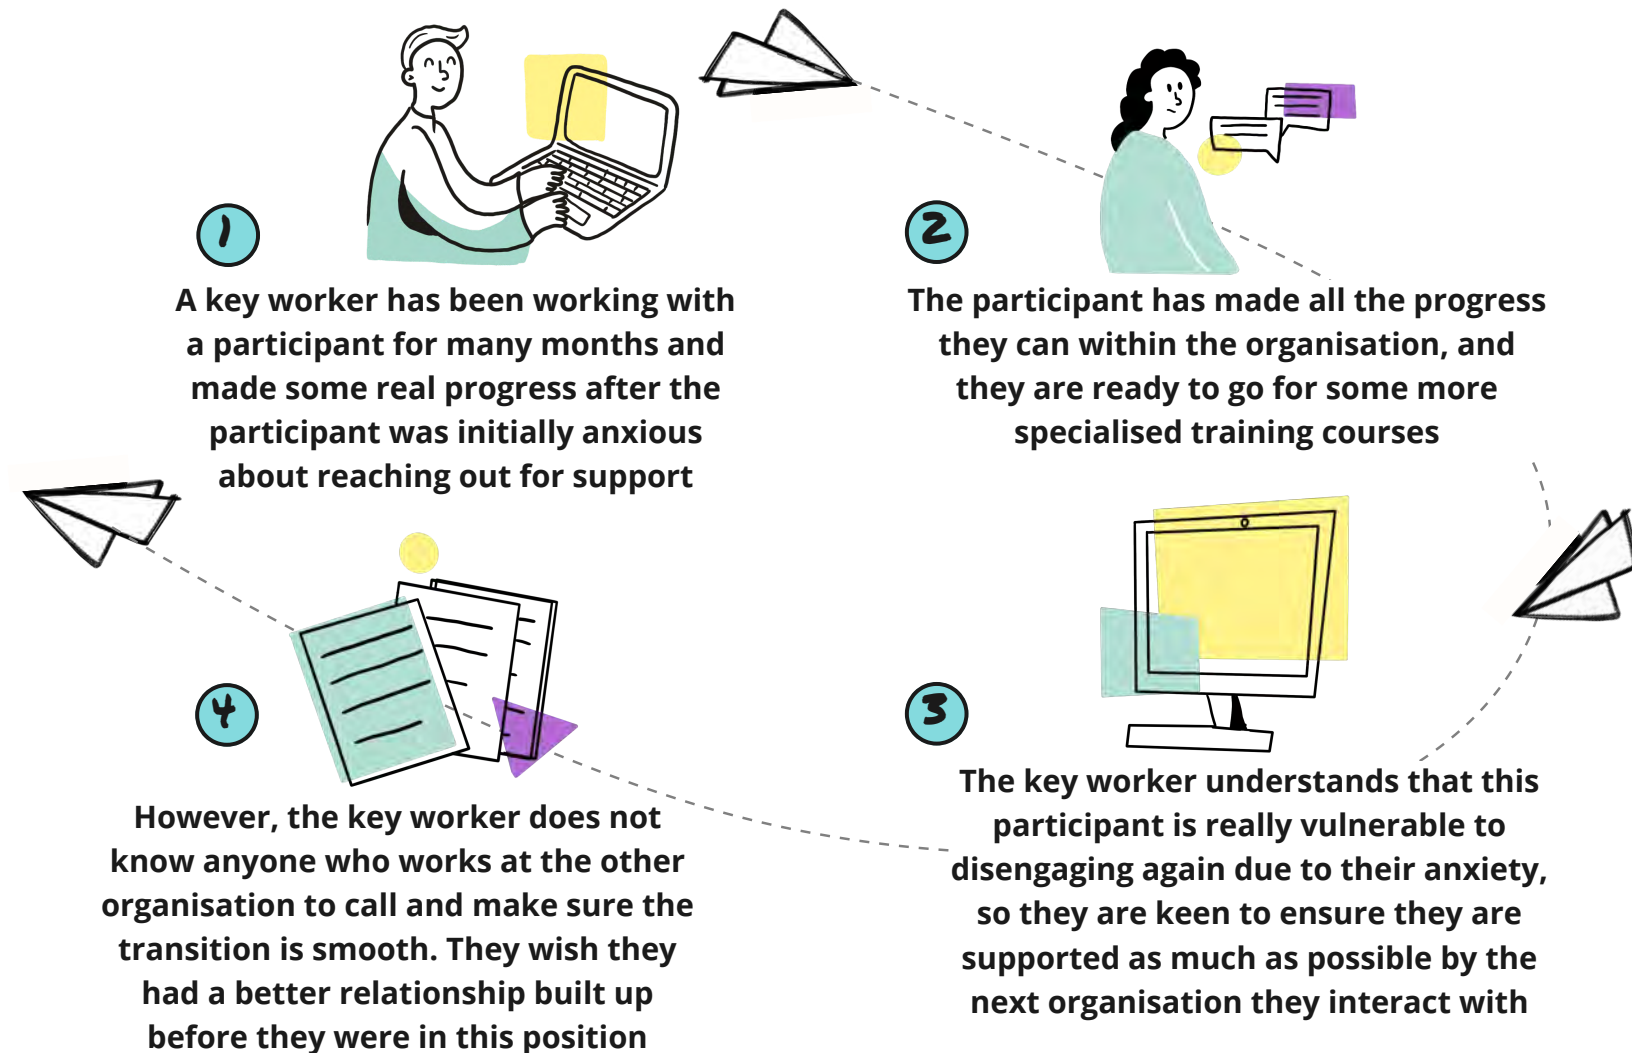 1
A key worker has been working with
a participant for many months and
made some real progress after the
participant was initially anxious
about reaching out for support
2
The participant has made all the progress
they can within the organisation, and
they are ready to go for some more
specialised training courses
3
The key worker understands that this
participant is really vulnerable to
disengaging again due to their anxiety,
so they are keen to ensure they are
supported as much as possible by the
next organisation they interact with
4
However, the key worker does not
know anyone who works at the other
organisation to call and make sure the
transition is smooth. They wish they
had a better relationship built up
before they were in this position